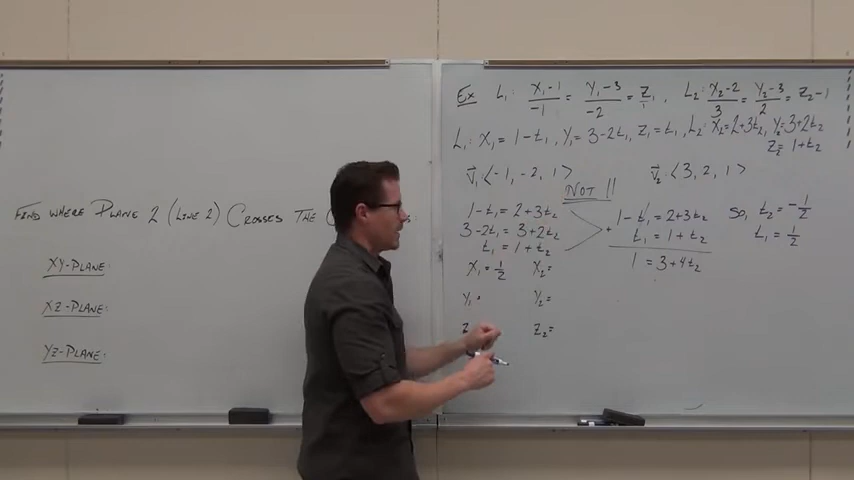 FIND WHERE PLANE 2 (LINE 2) CROSSES THE
XY-PLANE:
XZ-PLANE:
YZ-PLANE:
Ex L₁: (X₁-1)/-1 = (Y₁-3)/-2 = Z₁/1, L₂: (X₂-2)/3 = (Y₂-3)/2 = Z₂-1
L₁: X₁=1-t₁, Y₁=3-2t₁, Z₁=t₁, L₂: X₂=2+3t₂, Y₂=3+2t₂
Z₂=1+t₂
V₁: <-1, -2, 1> V₂: <3, 2, 1>
NOT ||
1-t₁=2+3t₂
3-2t₁=3+2t₂
t₁=1+t₂
1-t₁=2+3t₂
+ t₁=1+t₂
1=3+4t₂
so, t₂=-1/2
t₁=1/2
X₁=1/2 X₂=
Y₁= Y₂=
Z Z₂=